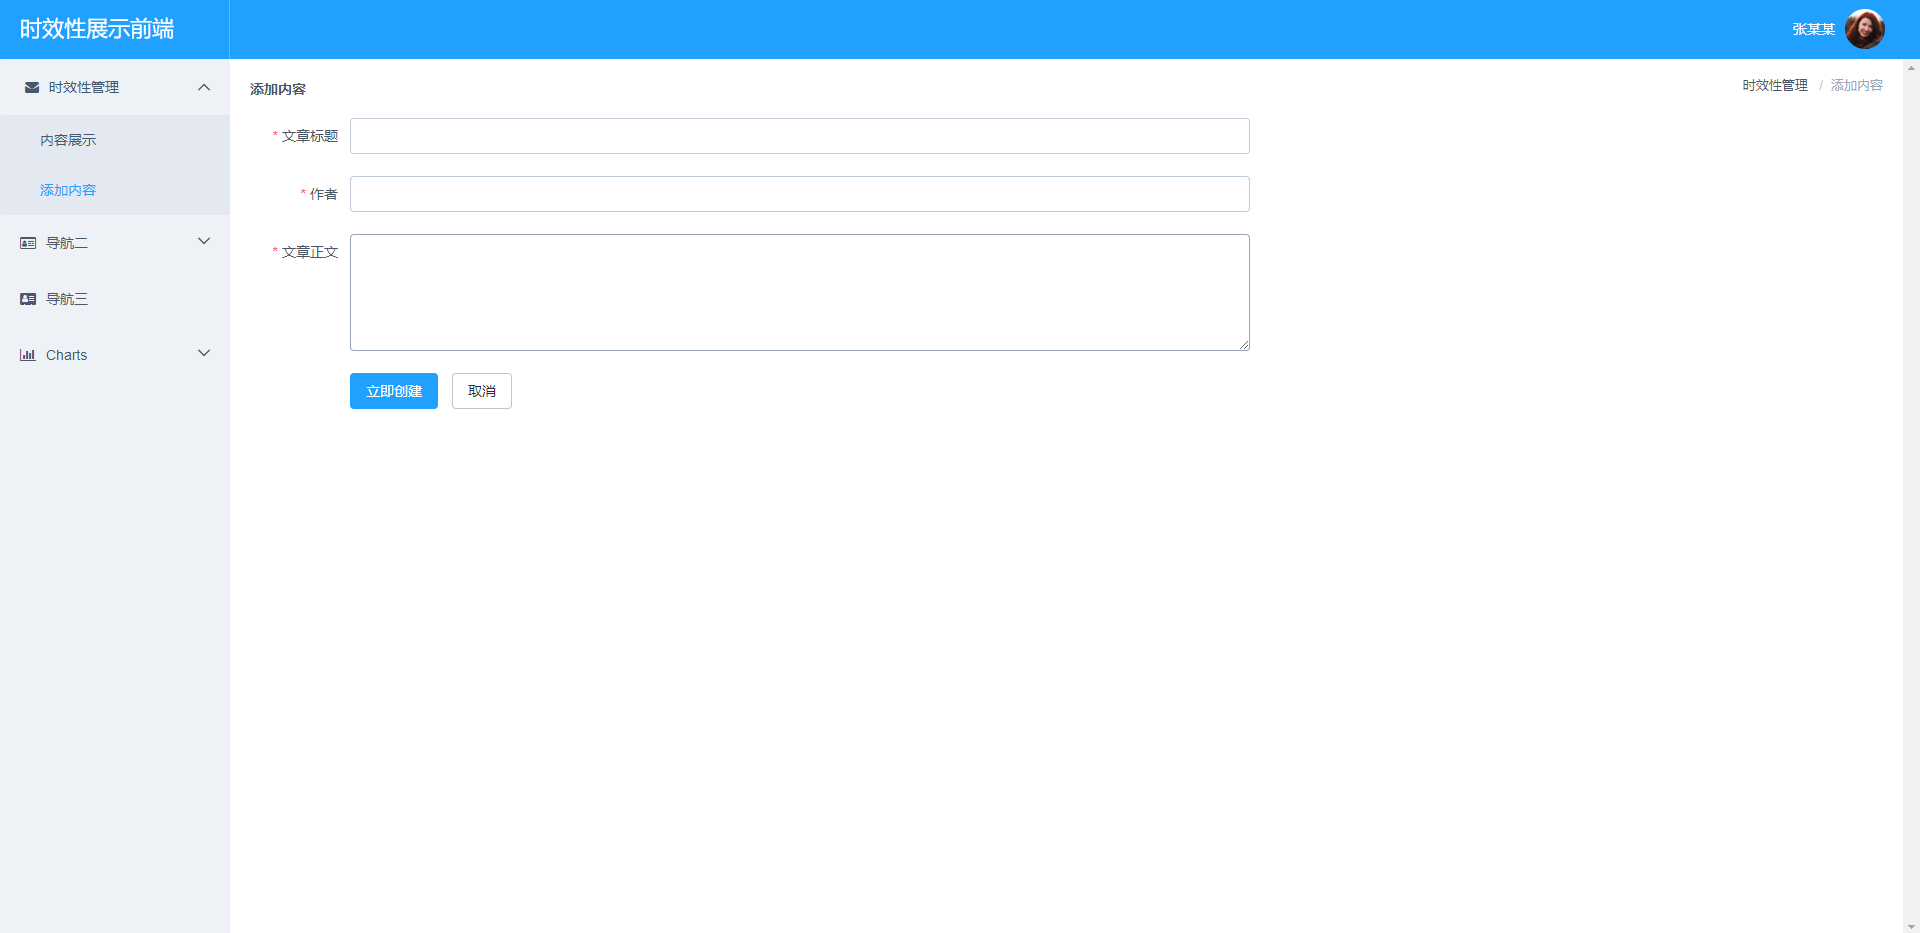 时效性展示前端
张某某
时效性管理
内容展示
添加内容
导航二
导航三
Charts
添加内容
时效性管理 / 添加内容
* 文章标题
* 作者
* 文章正文
立即创建
取消